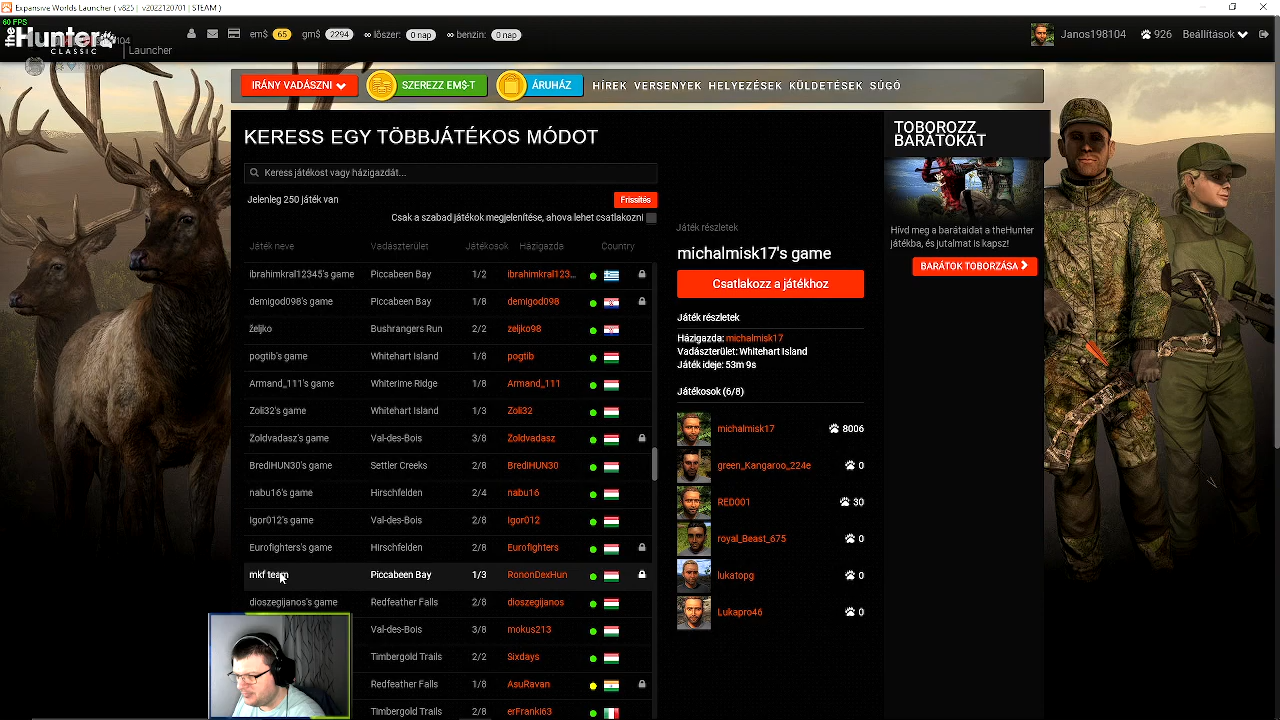 Expansive Worlds Launcher ( v825 | v2022120701 | STEAM )
60 FPS
theHunter
CLASSIC
Launcher
em$ 65 gm$ 2294 ∞ lőszer: 0 nap ∞ benzin: 0 nap
Janos198104 926 Beállítások
IRÁNY VADÁSZNI SZEREZZ EM$-T ÁRUHÁZ HÍREK VERSENYEK HELYEZÉSEK KÜLDETÉSEK SÚGÓ
KERESS EGY TÖBBJÁTÉKOS MÓDOT
Keress játékost vagy házigazdát...
Jelenleg 250 játék van Frissítés
Csak a szabad játékok megjelenítése, ahova lehet csatlakozni
Játék neve Vadászterület Játékosok Házigazda Country
ibrahimkral12345's game Piccabeen Bay 1/2 ibrahimkral123...
demigod098's game Piccabeen Bay 1/8 demigod098
željko Bushrangers Run 2/2 zeljko98
pogtib's game Whitehart Island 1/8 pogtib
Armand_111's game Whiterime Ridge 1/8 Armand_111
Zoli32's game Whitehart Island 1/3 Zoli32
Zoldvadasz's game Val-des-Bois 3/8 Zoldvadasz
BrediHUN30's game Settler Creeks 2/8 BrediHUN30
nabu16's game Hirschfelden 2/4 nabu16
Igor012's game Val-des-Bois 2/8 Igor012
Eurofighters's game Hirschfelden 2/8 Eurofighters
mkf team Piccabeen Bay 1/3 RononDexHun
dioszegijanos's game Redfeather Falls 2/8 dioszegijanos
Val-des-Bois 3/8 mokus213
Timbergold Trails 2/2 Sixdays
Redfeather Falls 1/8 AsuRavan
Timbergold Trails 2/8 erFranki63
Játék részletek
michalmisk17's game
Csatlakozz a játékhoz
Játék részletek
Házigazda: michalmisk17
Vadászterület: Whitehart Island
Játék ideje: 53m 9s
Játékosok (6/8)
michalmisk17 8006
green_Kangaroo_224e 0
RED001 30
royal_Beast_675 0
lukatopg 0
Lukapro46 0
TOBOROZZ
BARÁTOKAT
Hívd meg a barátaidat a theHunter
játékba, és jutalmat is kapsz!
BARÁTOK TOBORZÁSA